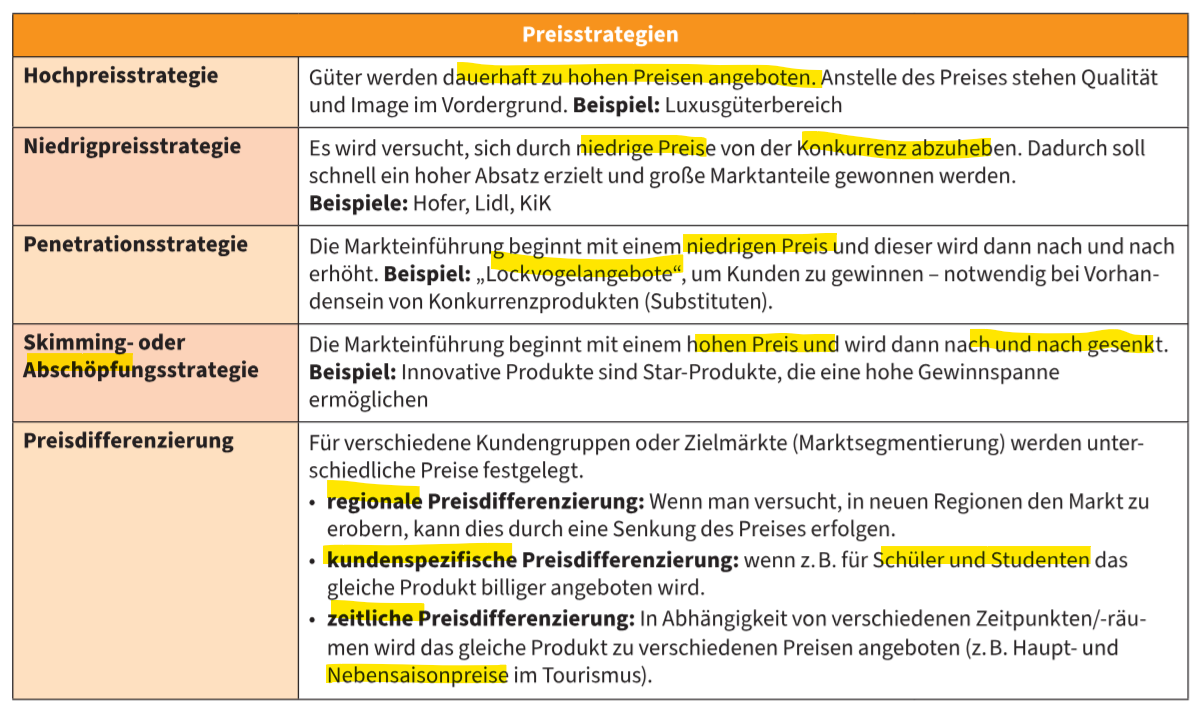 Preisstrategien
Hochpreisstrategie
Güter werden dauerhaft zu hohen Preisen angeboten. Anstelle des Preises stehen Qualität
und Image im Vordergrund. Beispiel: Luxusgüterbereich
Niedrigpreisstrategie
Es wird versucht, sich durch niedrige Preise von der Konkurrenz abzuheben. Dadurch soll
schnell ein hoher Absatz erzielt und große Marktanteile gewonnen werden.
Beispiele: Hofer, Lidl, KiK
Penetrationsstrategie
Die Markteinführung beginnt mit einem niedrigen Preis und dieser wird dann nach und nach
erhöht. Beispiel: „Lockvogelangebote“, um Kunden zu gewinnen – notwendig bei Vorhan-
densein von Konkurrenzprodukten (Substituten).
Skimming- oder
Abschöpfungsstrategie
Die Markteinführung beginnt mit einem hohen Preis und wird dann nach und nach gesenkt.
Beispiel: Innovative Produkte sind Star-Produkte, die eine hohe Gewinnspanne
ermöglichen
Preisdifferenzierung
Für verschiedene Kundengruppen oder Zielmärkte (Marktsegmentierung) werden unter-
schiedliche Preise festgelegt.
• regionale Preisdifferenzierung: Wenn man versucht, in neuen Regionen den Markt zu
erobern, kann dies durch eine Senkung des Preises erfolgen.
• kundenspezifische Preisdifferenzierung: wenn z. B. für Schüler und Studenten das
gleiche Produkt billiger angeboten wird.
• zeitliche Preisdifferenzierung: In Abhängigkeit von verschiedenen Zeitpunkten/-räu-
men wird das gleiche Produkt zu verschiedenen Preisen angeboten (z. B. Haupt- und
Nebensaisonpreise im Tourismus).